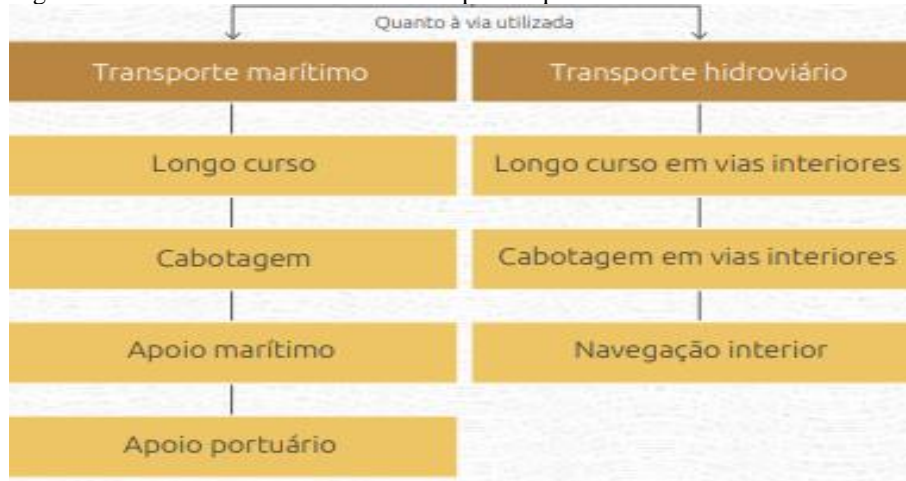 Quanto à via utilizada
Transporte marítimo
Transporte hidroviário
Longo curso
Longo curso em vias interiores
Cabotagem
Cabotagem em vias interiores
Apoio marítimo
Navegação interior
Apoio portuário